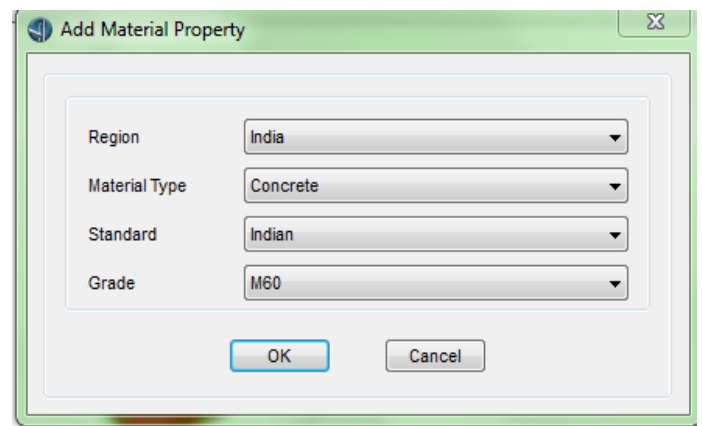 Add Material Property
Region India
Material Type Concrete
Standard Indian
Grade M60
OK Cancel